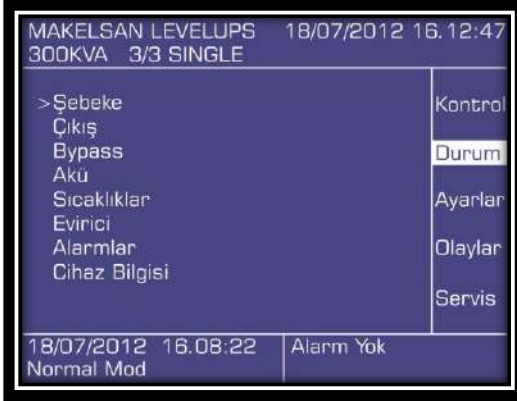 MAKELSAN LEVELUPS 18/07/2012 16.12:47
300KVA 3/3 SINGLE
>Şebeke
Çıkış
Bypass
Akü
Sıcaklıklar
Evirici
Alarmlar
Cihaz Bilgisi
Kontrol
Durum
Ayarlar
Olaylar
Servis
18/07/2012 16.08:22
Normal Mod
Alarm Yok